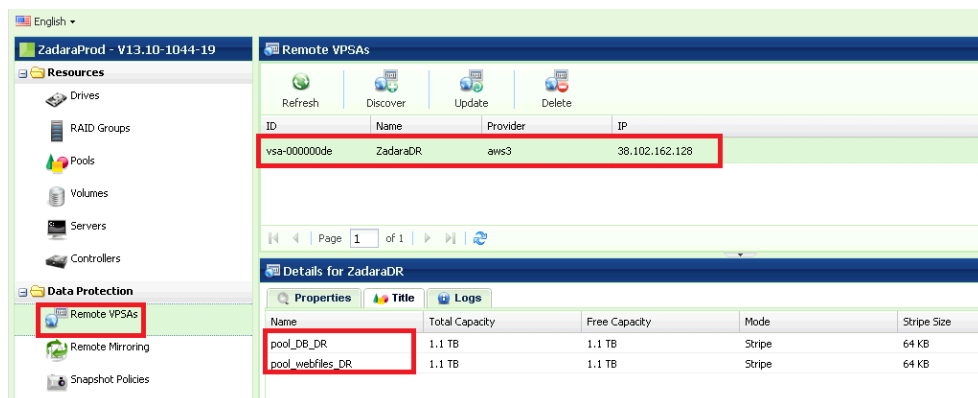 English
ZadaraProd - V13.10-1044-19
Resources
Drives
RAID Groups
Pools
Volumes
Servers
Controllers
Data Protection
Remote VPSAs
Remote Mirroring
Snapshot Policies
Remote VPSAs
Refresh Discover Update Delete
ID Name Provider IP
vsa-000000de ZadaraDR aws3 38.102.162.128
Page 1 of 1
Details for ZadaraDR
Properties Title Logs
Name Total Capacity Free Capacity Mode Stripe Size
pool_DB_DR 1.1 TB 1.1 TB Stripe 64 KB
pool_webfiles_DR 1.1 TB 1.1 TB Stripe 64 KB